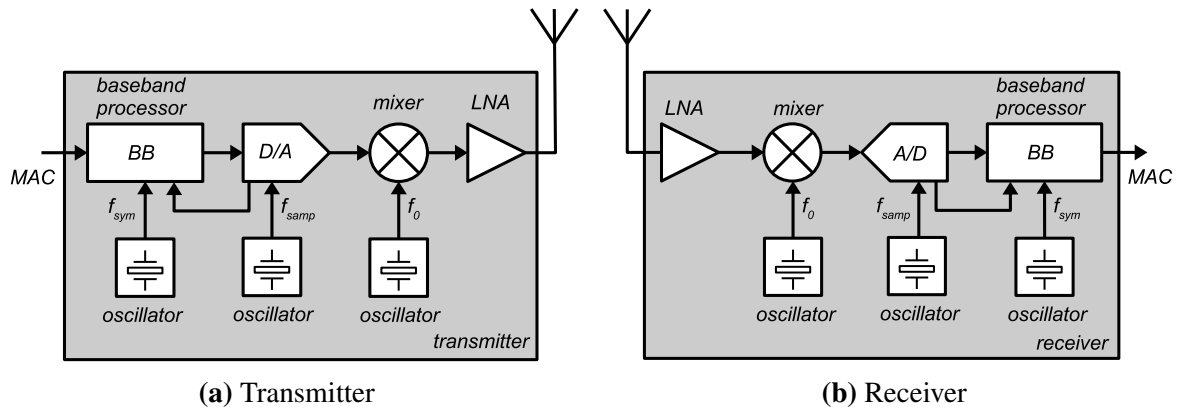 baseband
processor
mixer
LNA
BB
D/A
MAC
f_sym
f_samp
f_0
oscillator
oscillator
oscillator
transmitter
(a) Transmitter
LNA
mixer
baseband
processor
A/D
BB
MAC
f_0
f_samp
f_sym
oscillator
oscillator
oscillator
receiver
(b) Receiver